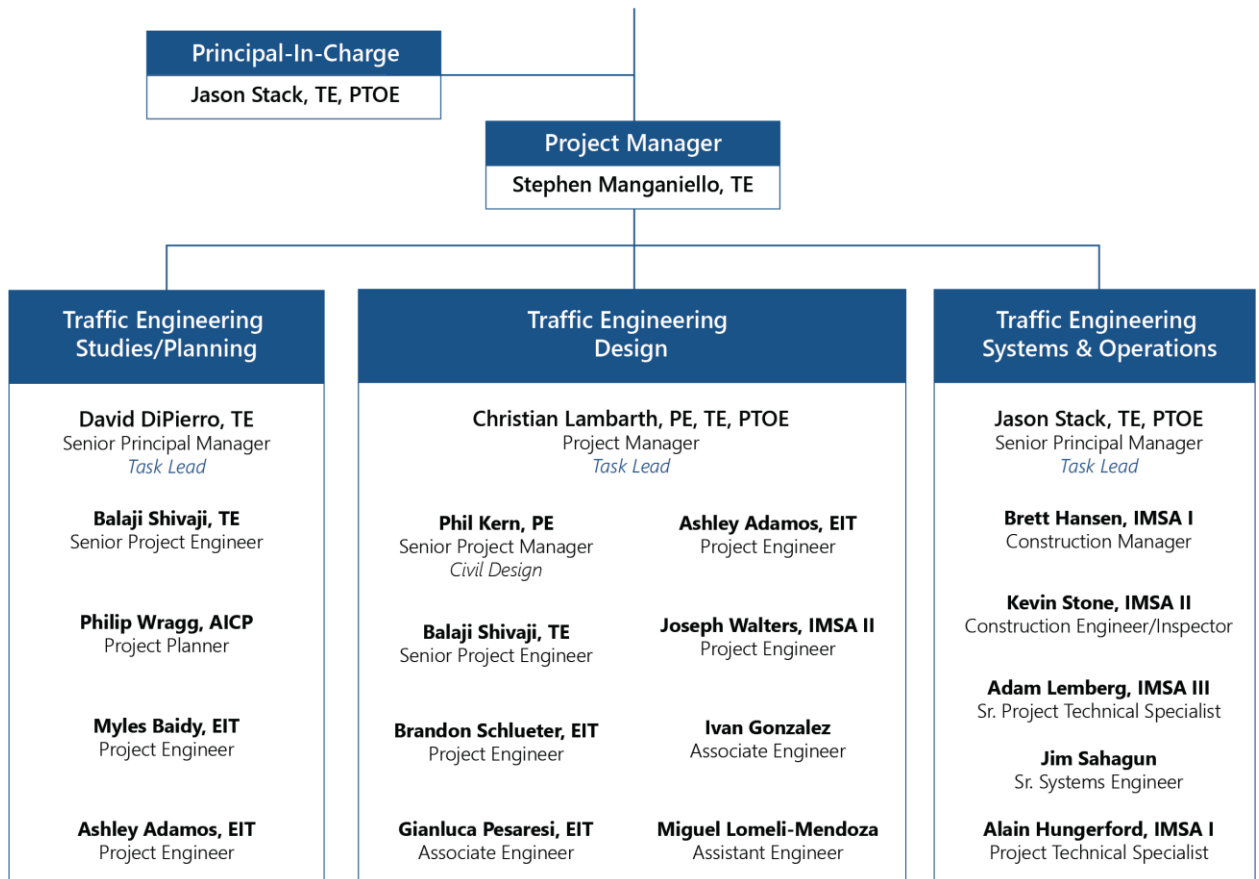 Principal-In-Charge
Jason Stack, TE, PTOE
Project Manager
Stephen Manganiello, TE
Traffic Engineering
Studies/Planning
David DiPierro, TE
Senior Principal Manager
Task Lead
Balaji Shivaji, TE
Senior Project Engineer
Philip Wragg, AICP
Project Planner
Myles Baidy, EIT
Project Engineer
Ashley Adamos, EIT
Project Engineer
Traffic Engineering
Design
Christian Lambarth, PE, TE, PTOE
Project Manager
Task Lead
Phil Kern, PE
Senior Project Manager
Civil Design
Balaji Shivaji, TE
Senior Project Engineer
Brandon Schlueter, EIT
Project Engineer
Gianluca Pesaresi, EIT
Associate Engineer
Ashley Adamos, EIT
Project Engineer
Joseph Walters, IMSA II
Project Engineer
Ivan Gonzalez
Associate Engineer
Miguel Lomeli-Mendoza
Assistant Engineer
Traffic Engineering
Systems & Operations
Jason Stack, TE, PTOE
Senior Principal Manager
Task Lead
Brett Hansen, IMSA I
Construction Manager
Kevin Stone, IMSA II
Construction Engineer/Inspector
Adam Lemberg, IMSA III
Sr. Project Technical Specialist
Jim Sahagun
Sr. Systems Engineer
Alain Hungerford, IMSA I
Project Technical Specialist